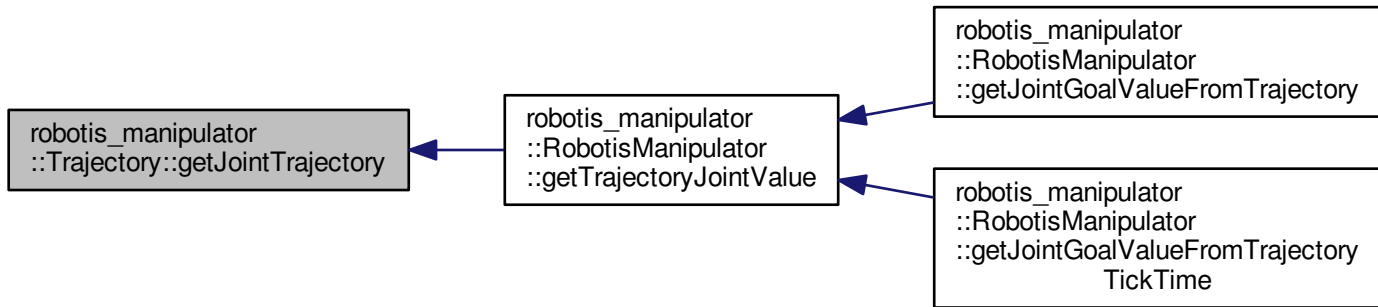 robotis_manipulator
::Trajectory::getJointTrajectory
robotis_manipulator
::RobotisManipulator
::getTrajectoryJointValue
robotis_manipulator
::RobotisManipulator
::getJointGoalValueFromTrajectory
robotis_manipulator
::RobotisManipulator
::getJointGoalValueFromTrajectory
TickTime